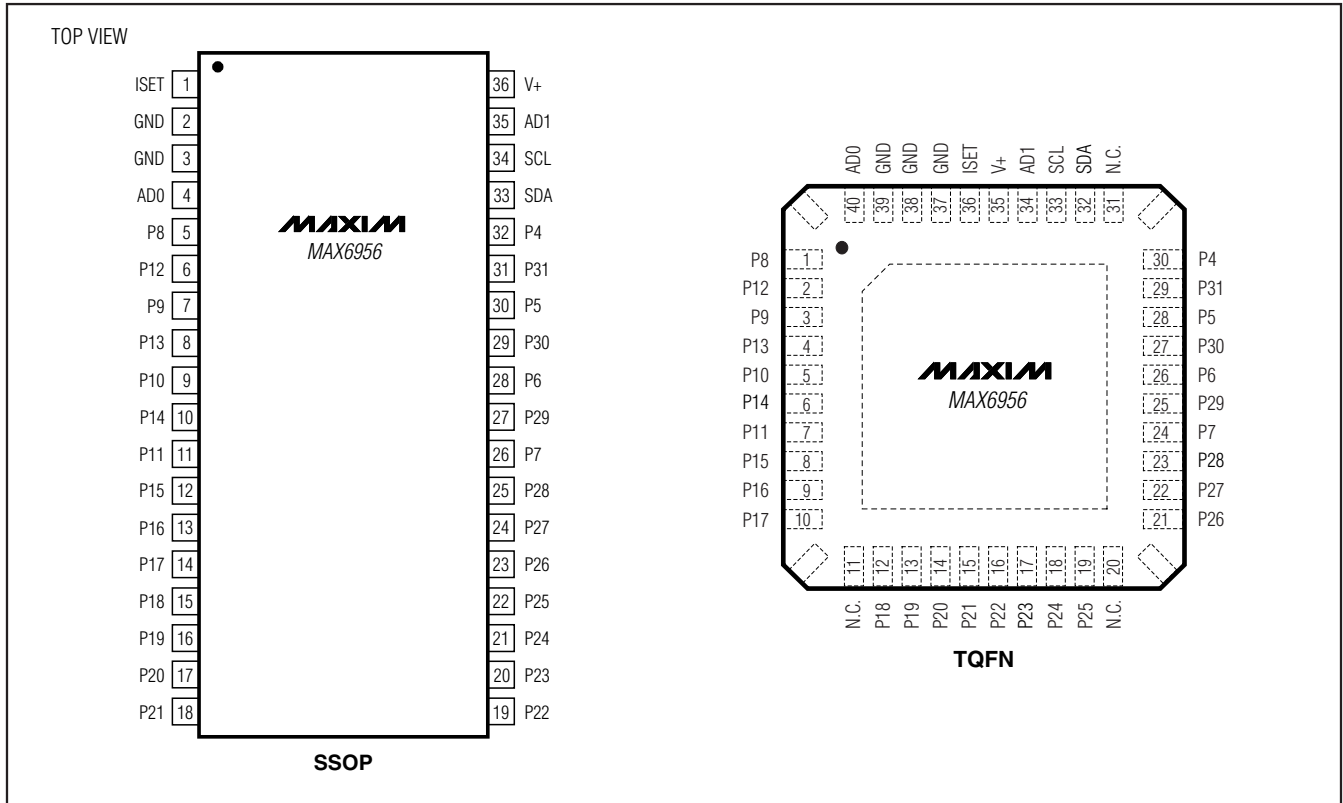 TOP VIEW
ISET 1
GND 2
GND 3
AD0 4
P8 5
P12 6
P9 7
P13 8
P10 9
P14 10
P11 11
P15 12
P16 13
P17 14
P18 15
P19 16
P20 17
P21 18
MAXIM
MAX6956
36 V+
35 AD1
34 SCL
33 SDA
32 P4
31 P31
30 P5
29 P30
28 P6
27 P29
26 P7
25 P28
24 P27
23 P26
22 P25
21 P24
20 P23
19 P22
SSOP
AD0 GND GND GND ISET V+ AD1 SCL SDA N.C.
40 39 38 37 36 35 34 33 32 31
P8 1
P12 2
P9 3
P13 4
P10 5
P14 6
P11 7
P15 8
P16 9
P17 10
MAXIM
MAX6956
30 P4
29 P31
28 P5
27 P30
26 P6
25 P29
24 P7
23 P28
22 P27
21 P26
11 12 13 14 15 16 17 18 19 20
N.C. P18 P19 P20 P21 P22 P23 P24 P25 N.C.
TQFN